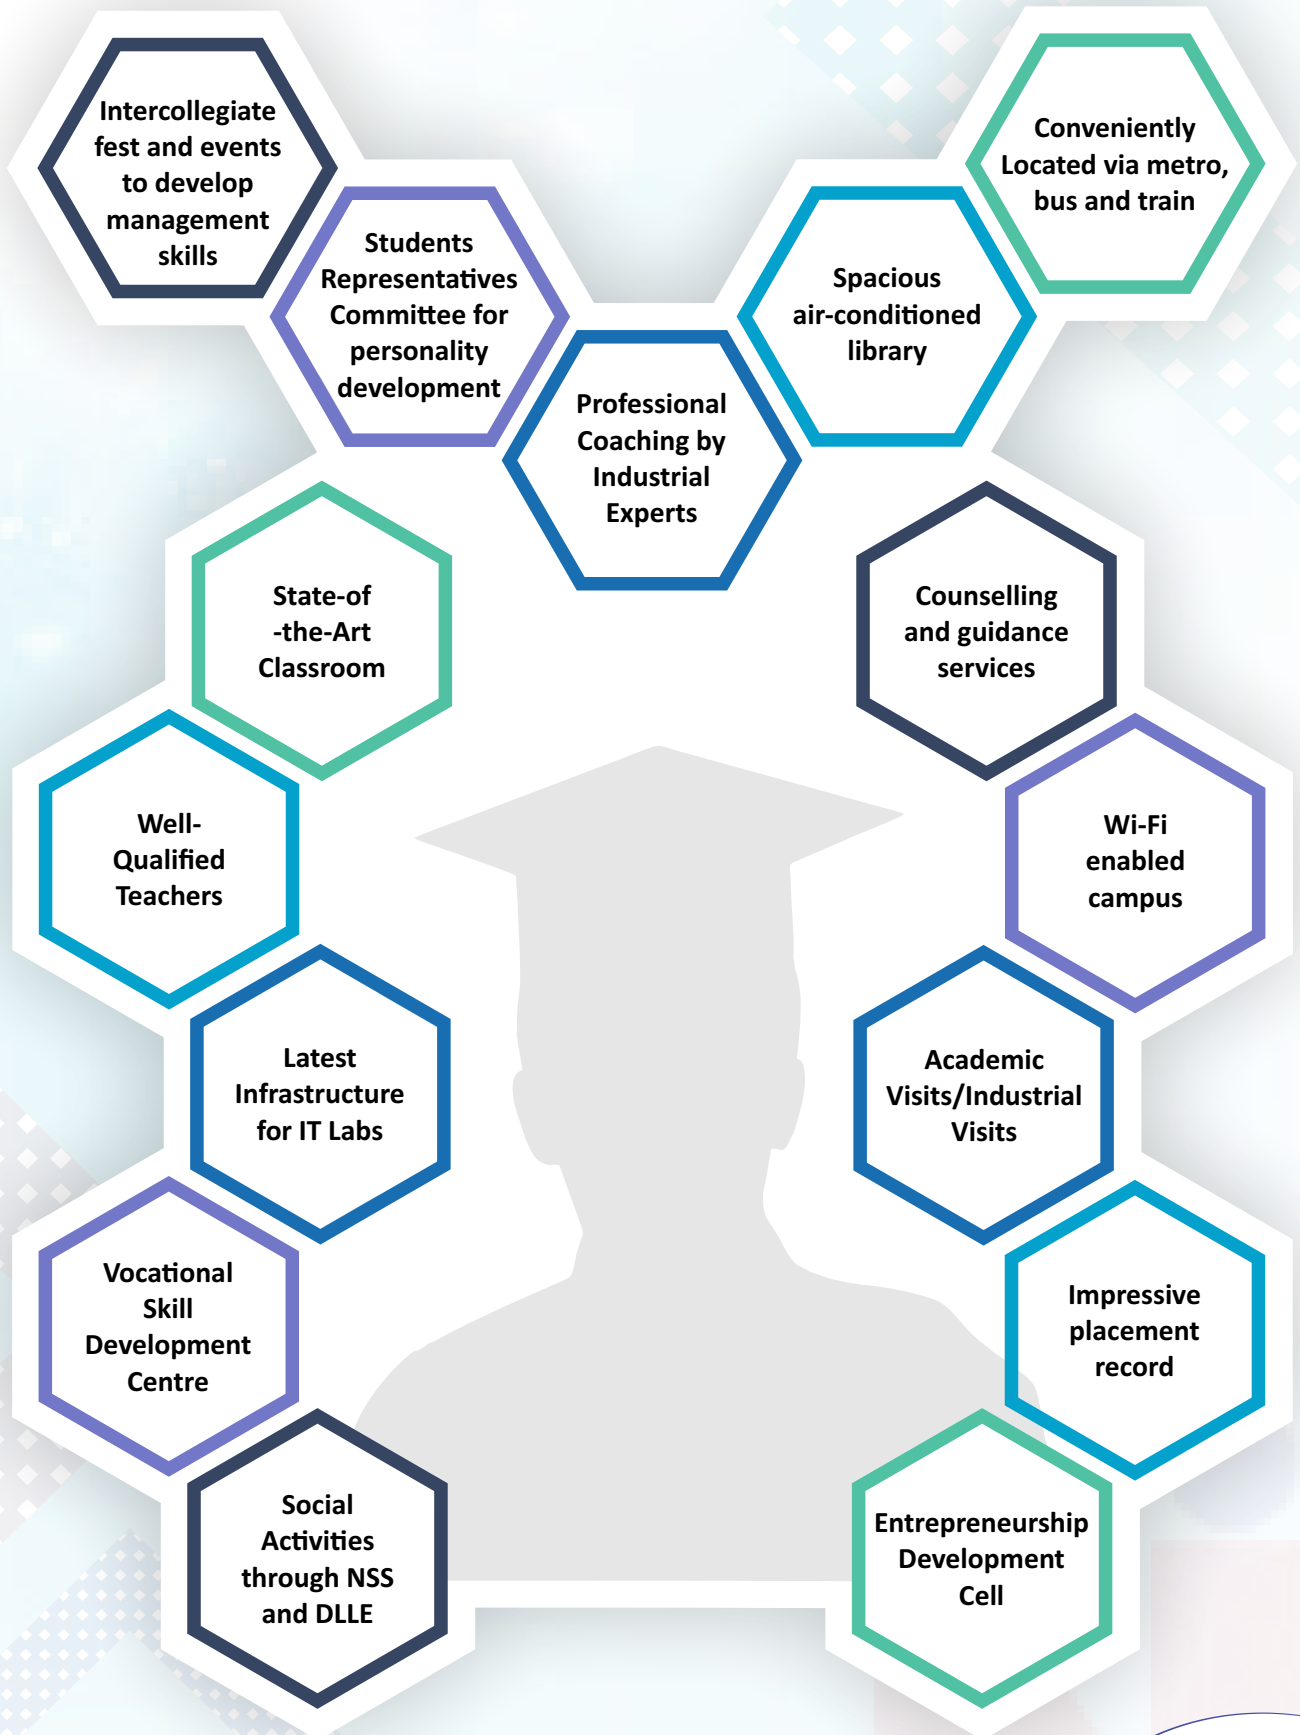 Intercollegiate
fest and events
to develop
management
skills
Students
Representatives
Committee for
personality
development
Professional
Coaching by
Industrial
Experts
Spacious
air-conditioned
library
Conveniently
Located via metro,
bus and train
State-of
-the-Art
Classroom
Counselling
and guidance
services
Well-
Qualified
Teachers
Wi-Fi
enabled
campus
Latest
Infrastructure
for IT Labs
Academic
Visits/Industrial
Visits
Vocational
Skill
Development
Centre
Impressive
placement
record
Social
Activities
through NSS
and DLLE
Entrepreneurship
Development
Cell